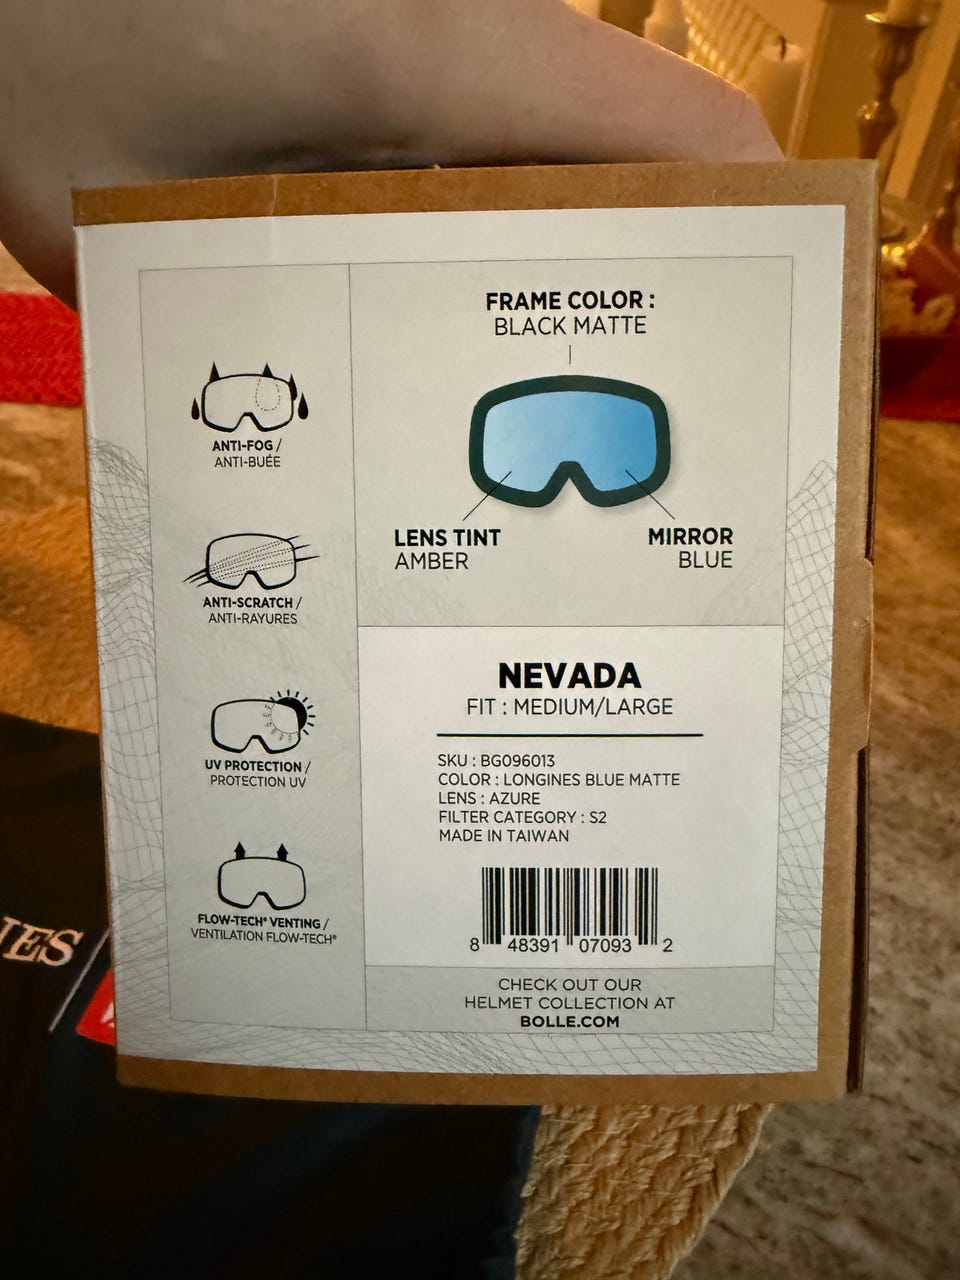 ANTI-FOG /
ANTI-BUÉE
ANTI-SCRATCH /
ANTI-RAYURES
UV PROTECTION /
PROTECTION UV
FLOW-TECH® VENTING /
VENTILATION FLOW-TECH®
FRAME COLOR :
BLACK MATTE
LENS TINT
AMBER
MIRROR
BLUE
NEVADA
FIT : MEDIUM/LARGE
SKU : BG096013
COLOR : LONGINES BLUE MATTE
LENS : AZURE
FILTER CATEGORY : S2
MADE IN TAIWAN
8 48391 07093 2
CHECK OUT OUR
HELMET COLLECTION AT
BOLLE.COM